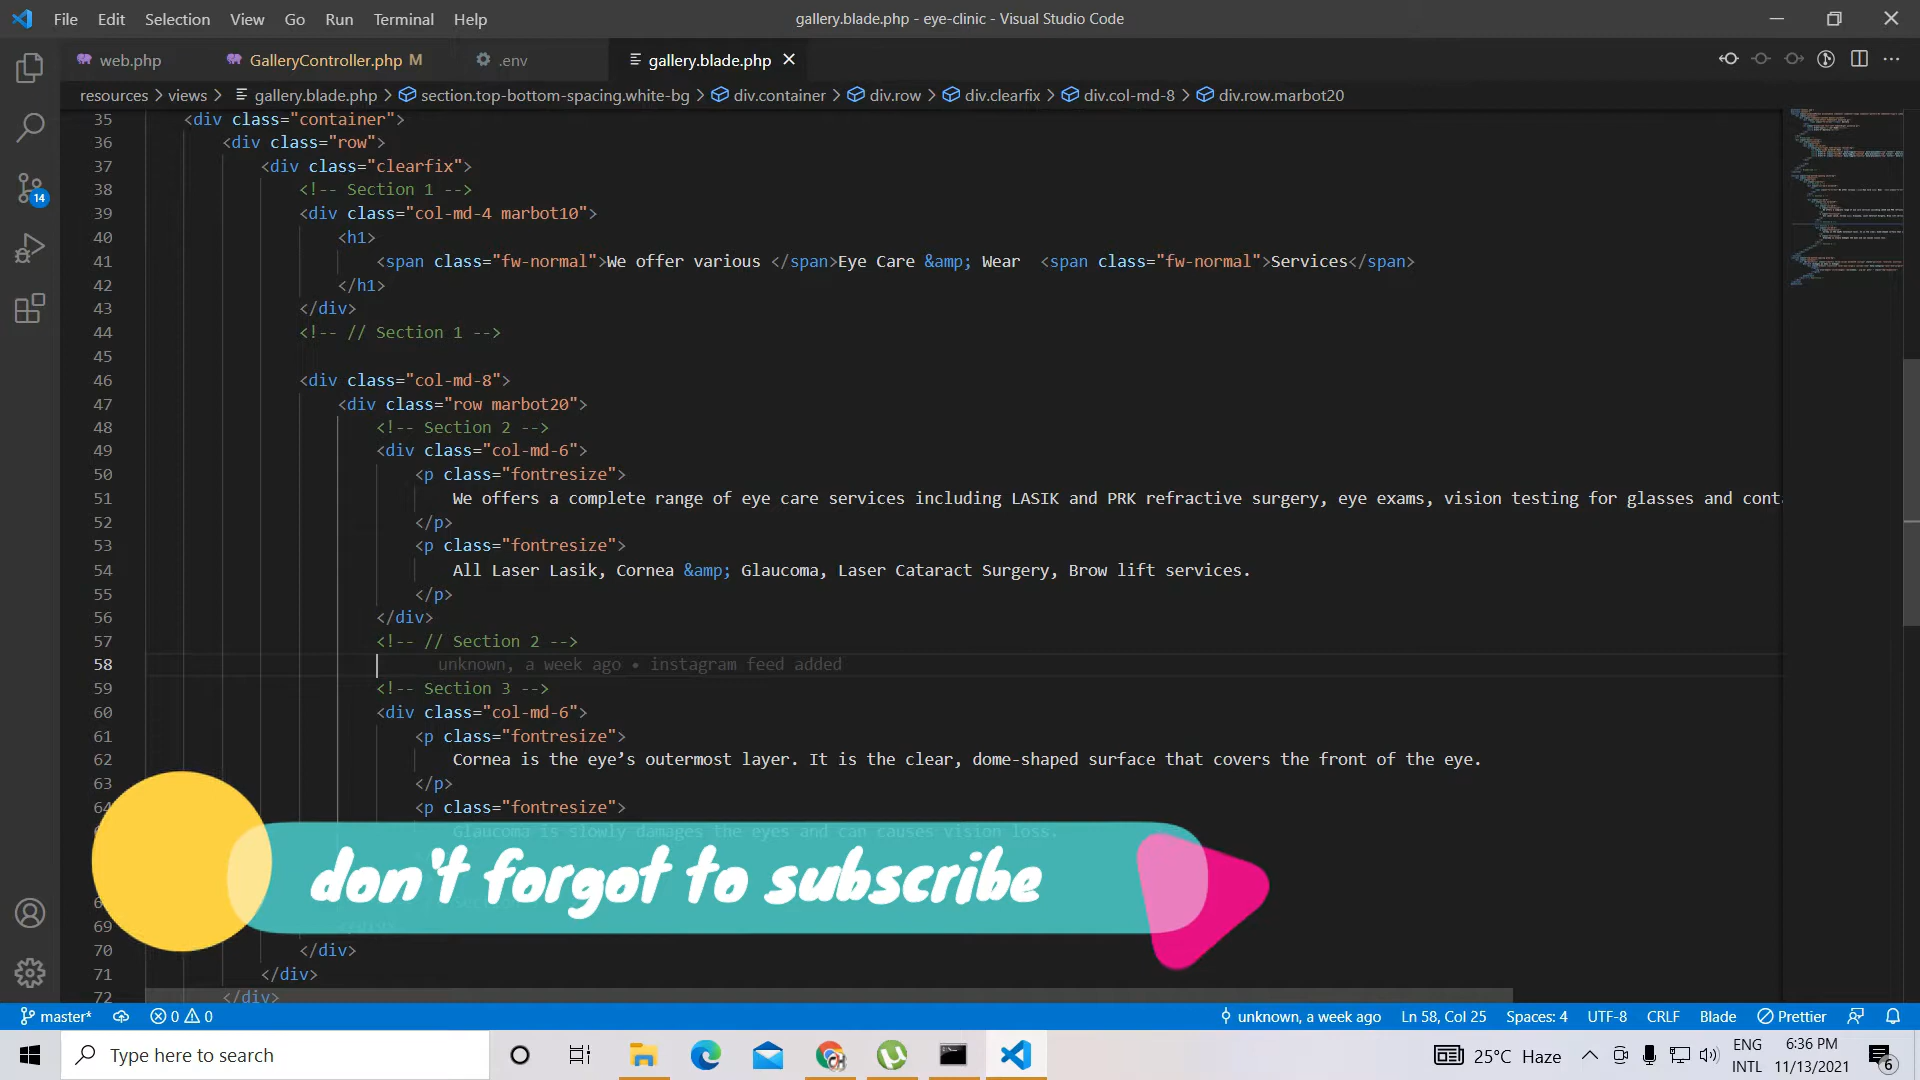 File Edit Selection View Go Run Terminal Help
gallery.blade.php - eye-clinic - Visual Studio Code
web.php
GalleryController.php M
.env
gallery.blade.php
resources > views > gallery.blade.php > section.top-bottom-spacing.white-bg > div.container > div.row > div.clearfix > div.col-md-8 > div.row.marbot20
14
35 <div class="container">
36 <div class="row">
37 <div class="clearfix">
38 <!-- Section 1 -->
39 <div class="col-md-4 marbot10">
40 <h1>
41 <span class="fw-normal">We offer various </span>Eye Care &amp; Wear <span class="fw-normal">Services</span>
42 </h1>
43 </div>
44 <!-- // Section 1 -->
45
46 <div class="col-md-8">
47 <div class="row marbot20">
48 <!-- Section 2 -->
49 <div class="col-md-6">
50 <p class="fontresize">
51 We offers a complete range of eye care services including LASIK and PRK refractive surgery, eye exams, vision testing for glasses and
52 </p>
53 <p class="fontresize">
54 All Laser Lasik, Cornea &amp; Glaucoma, Laser Cataract Surgery, Brow lift services.
55 </p>
56 </div>
57 <!-- // Section 2 -->
58 unknown, a week ago • instagram feed added
59 <!-- Section 3 -->
60 <div class="col-md-6">
61 <p class="fontresize">
62 Cornea is the eye’s outermost layer. It is the clear, dome-shaped surface that covers the front of the eye.
63 </p>
64 <p class="fontresize">
Glaucoma is slowly damages the eyes and can causes vision loss.
don't forgot to subscribe
69 </div>
70 </div>
71 </div>
72 </div>
master* 0 0
unknown, a week ago Ln 58, Col 25 Spaces: 4 UTF-8 CRLF Blade Prettier
Type here to search
25°C Haze
ENG
INTL
6:36 PM
11/13/2021
6